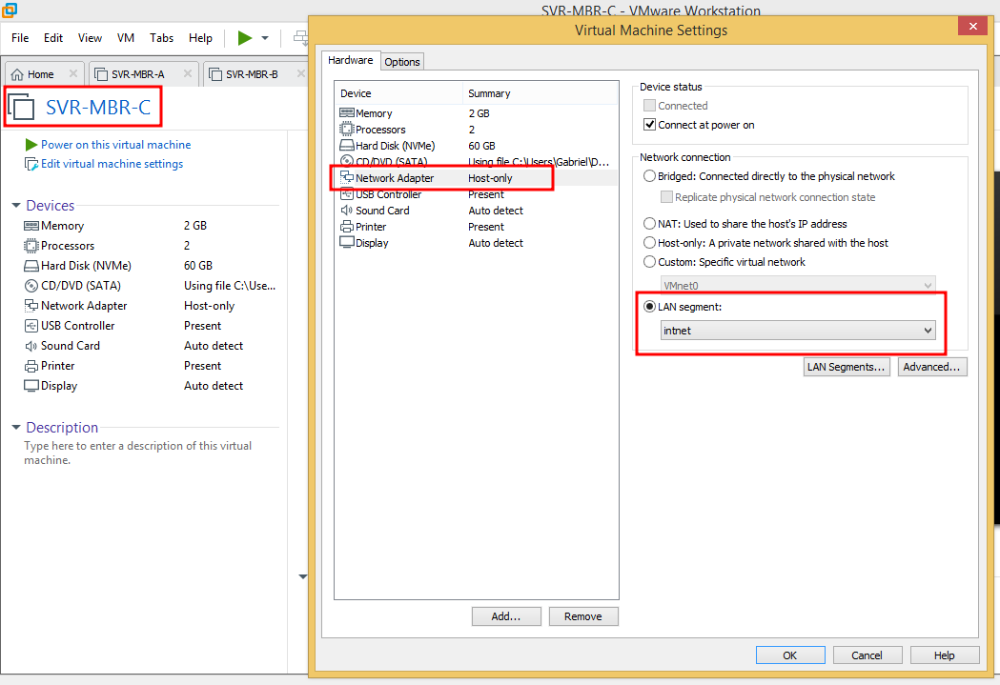 SVR-MBR-C - VMware Workstation
File Edit View VM Tabs Help
Home SVR-MBR-A SVR-MBR-B
SVR-MBR-C
Power on this virtual machine
Edit virtual machine settings
Devices
Memory 2 GB
Processors 2
Hard Disk (NVMe) 60 GB
CD/DVD (SATA) Using file C:\Use...
Network Adapter Host-only
USB Controller Present
Sound Card Auto detect
Printer Present
Display Auto detect
Description
Type here to enter a description of this virtual
machine.
Virtual Machine Settings
Hardware Options
Device Summary
Memory 2 GB
Processors 2
Hard Disk (NVMe) 60 GB
CD/DVD (SATA) Using file C:\Users\Gabriel\D...
Network Adapter Host-only
USB Controller Present
Sound Card Auto detect
Printer Present
Display Auto detect
Add... Remove
Device status
Connected
Connect at power on
Network connection
Bridged: Connected directly to the physical network
Replicate physical network connection state
NAT: Used to share the host's IP address
Host-only: A private network shared with the host
Custom: Specific virtual network
VMnet0
LAN segment:
intnet
LAN Segments... Advanced...
OK Cancel Help